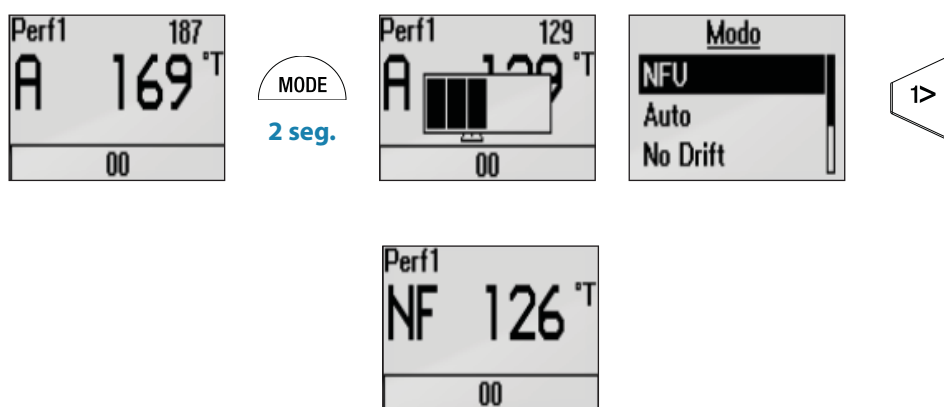 Perf1 187
A 169 °T
00
MODE
2 seg.
Perf1 129
A 129 °T
00
Modo
NFU
Auto
No Drift
1>
Perf1
NF 126 °T
00